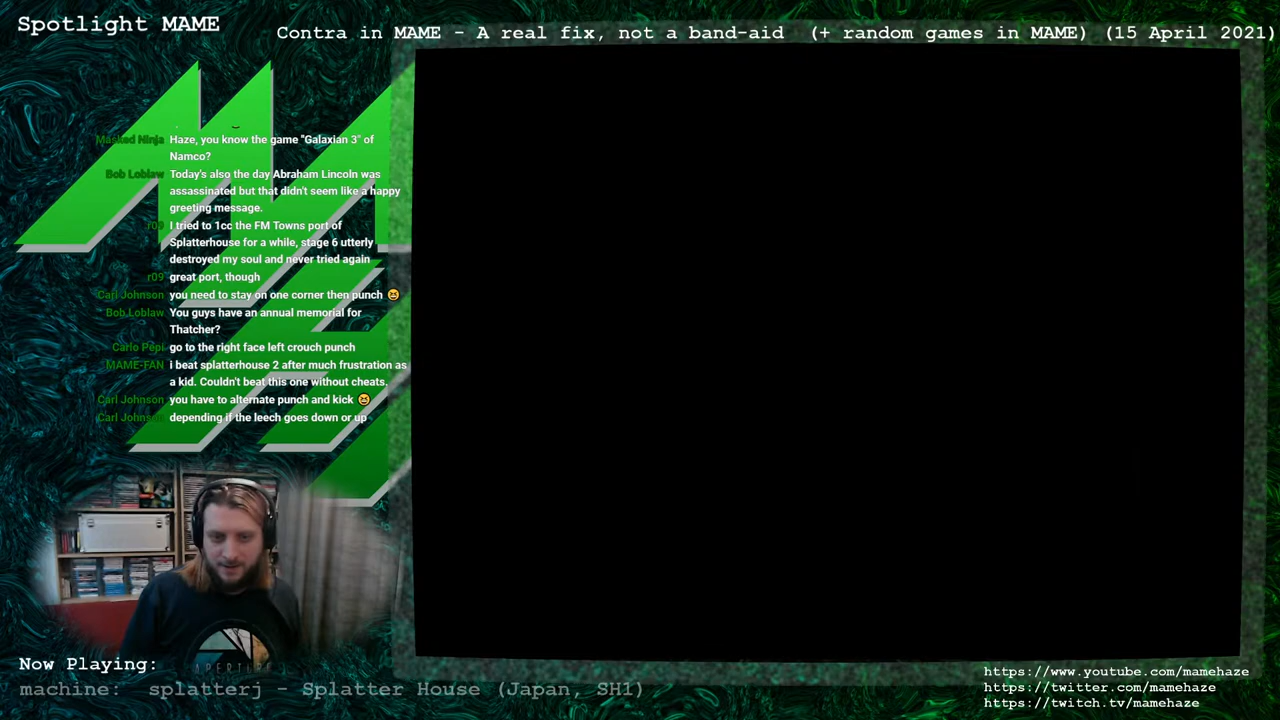 Spotlight MAME
Contra in MAME - A real fix, not a band-aid (+ random games in MAME) (15 April 2021)
Masked Ninja Haze, you know the game "Galaxian 3" of
Namco?
Bob Loblaw Today's also the day Abraham Lincoln was
assassinated but that didn't seem like a happy
greeting message.
r09 I tried to 1cc the FM Towns port of
Splatterhouse for a while, stage 6 utterly
destroyed my soul and never tried again
r09 great port, though
Carl Johnson you need to stay on one corner then punch 😆
Bob Loblaw You guys have an annual memorial for
Thatcher?
Carlo Pepi go to the right face left crouch punch
MAME-FAN i beat splatterhouse 2 after much frustration as
a kid. Couldn't beat this one without cheats.
Carl Johnson you have to alternate punch and kick 😆
Carl Johnson depending if the leech goes down or up
APERTURE
Now Playing:
machine: splatterj - Splatter House (Japan, SH1)
https://www.youtube.com/mamehaze
https://twitter.com/mamehaze
https://twitch.tv/mamehaze